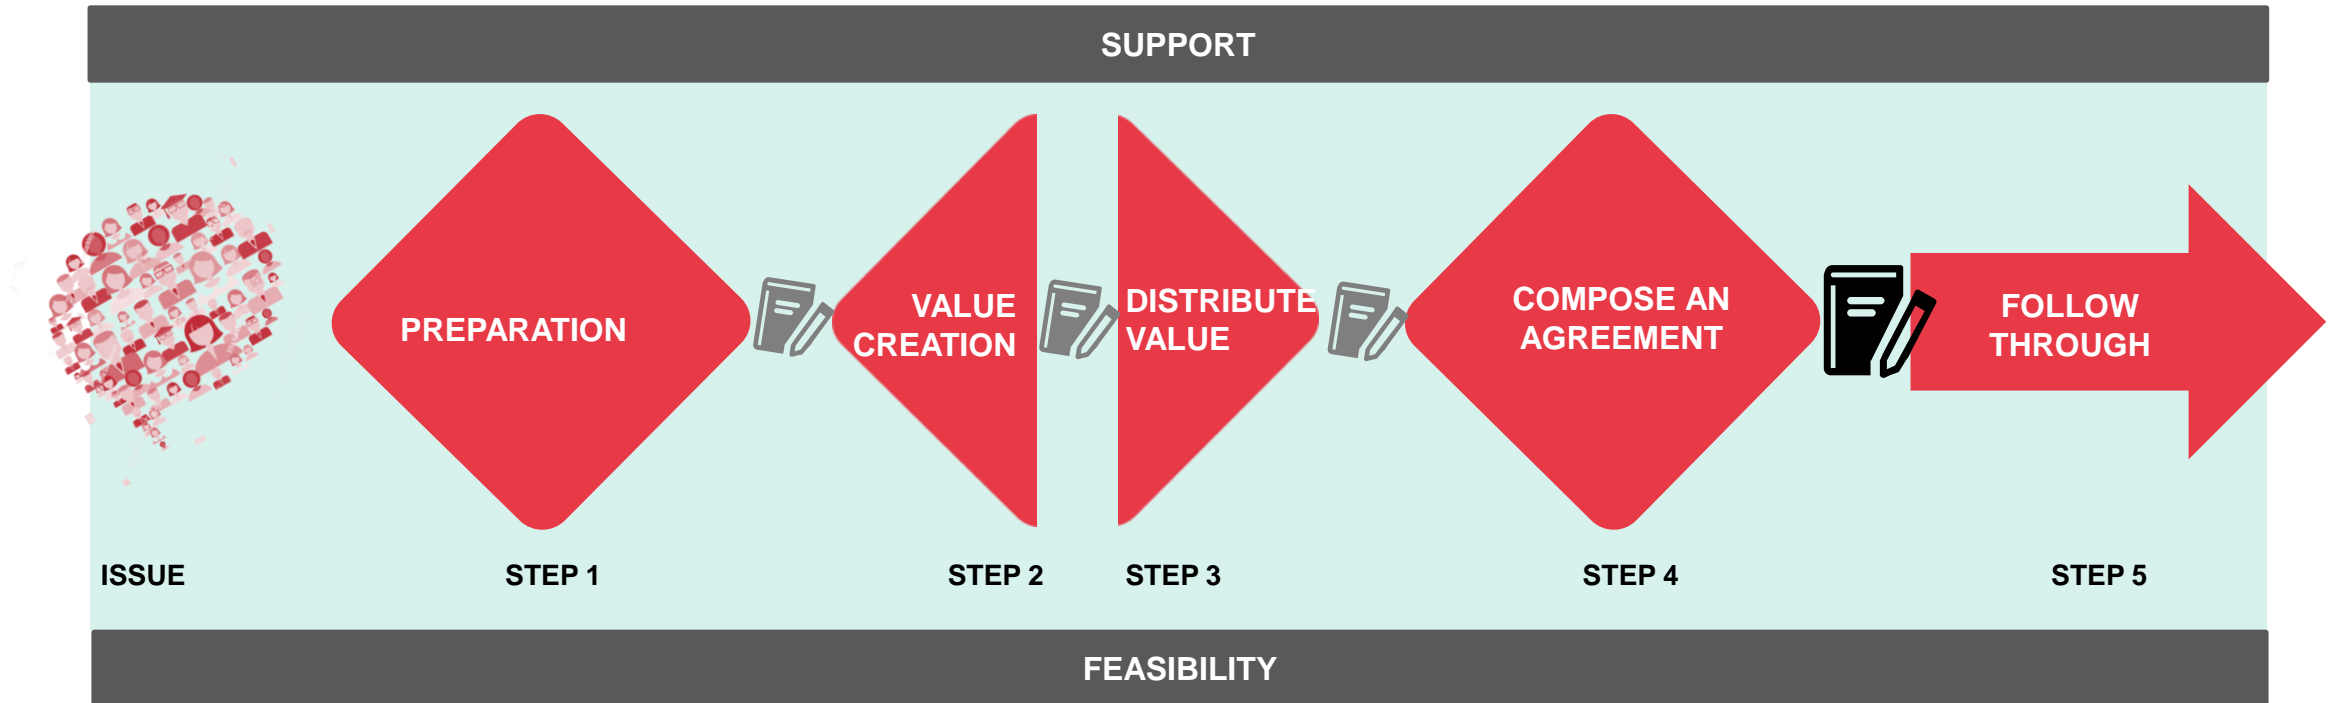 SUPPORT
PREPARATION
VALUE
CREATION
DISTRIBUTE
VALUE
COMPOSE AN
AGREEMENT
FOLLOW
THROUGH
ISSUE
STEP 1
STEP 2
STEP 3
STEP 4
STEP 5
FEASIBILITY